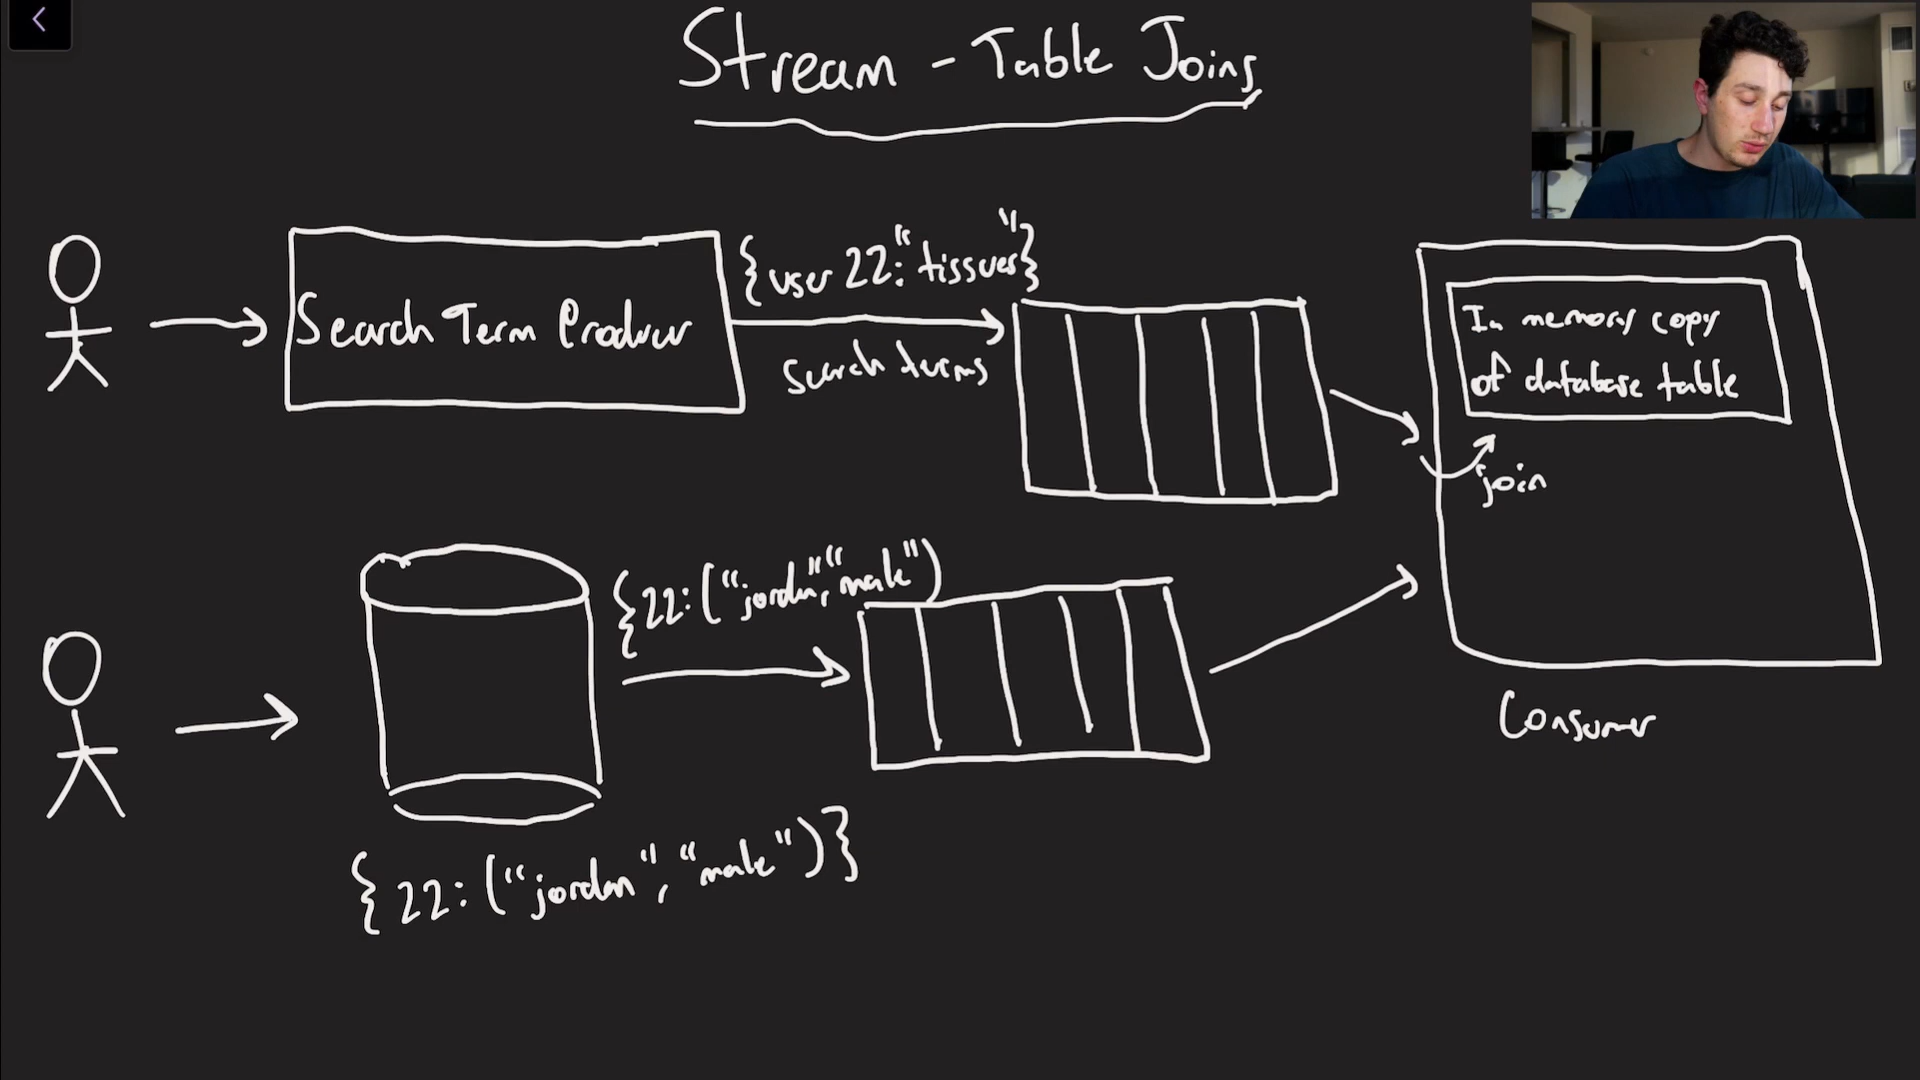 Stream - Table Joins
{user 22: "tissues"}
Search Term Producer
search terms
In memory copy
of database table
join
{22: ("jordan", "male")
Consumer
{22: ("jordan", "male")}